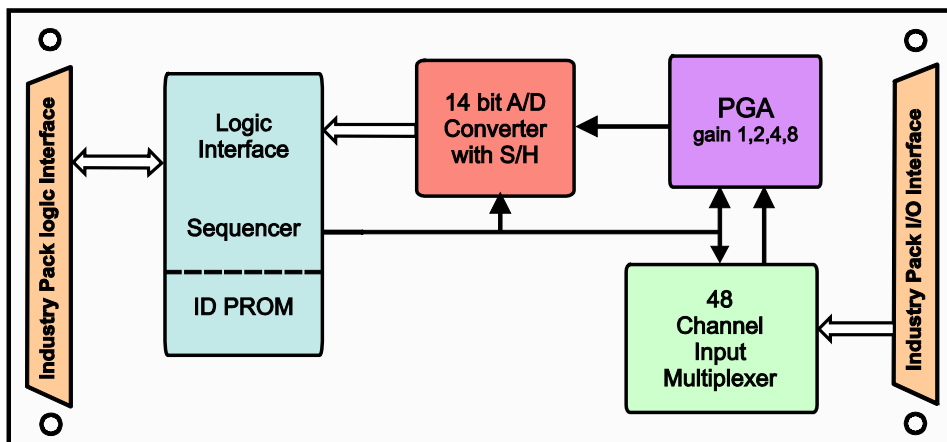 Industry Pack logic Interface
Logic
Interface
Sequencer
ID PROM
14 bit A/D
Converter
with S/H
PGA
gain 1,2,4,8
48
Channel
Input
Multiplexer
Industry Pack I/O Interface